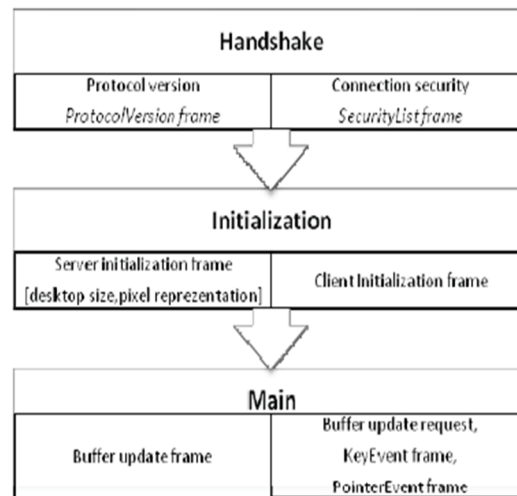 Handshake
Protocol version
ProtocolVersion frame
Connection security
SecurityList frame
Initialization
Server initialization frame
[desktop size,pixel reprezentation]
Client Initialization frame
Main
Buffer update frame
Buffer update request,
KeyEvent frame,
PointerEvent frame